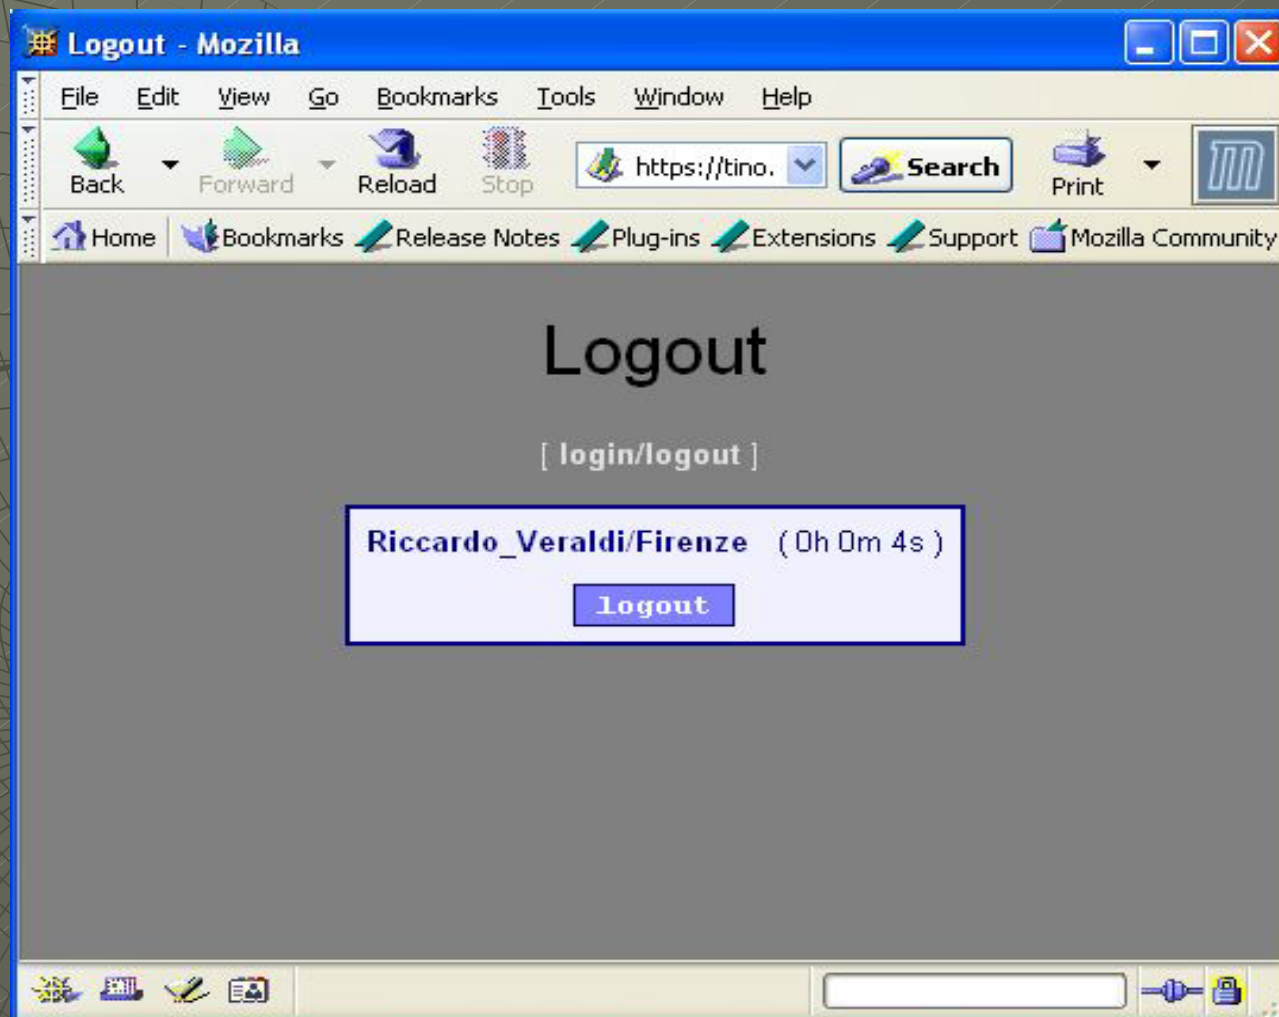 Logout - Mozilla
File Edit View Go Bookmarks Tools Window Help
Back Forward Reload Stop https://tino. Search Print m
Home Bookmarks Release Notes Plug-ins Extensions Support Mozilla Community
Logout
[ login/logout ]
Riccardo_Veraldi/Firenze ( 0h 0m 4s )
logout